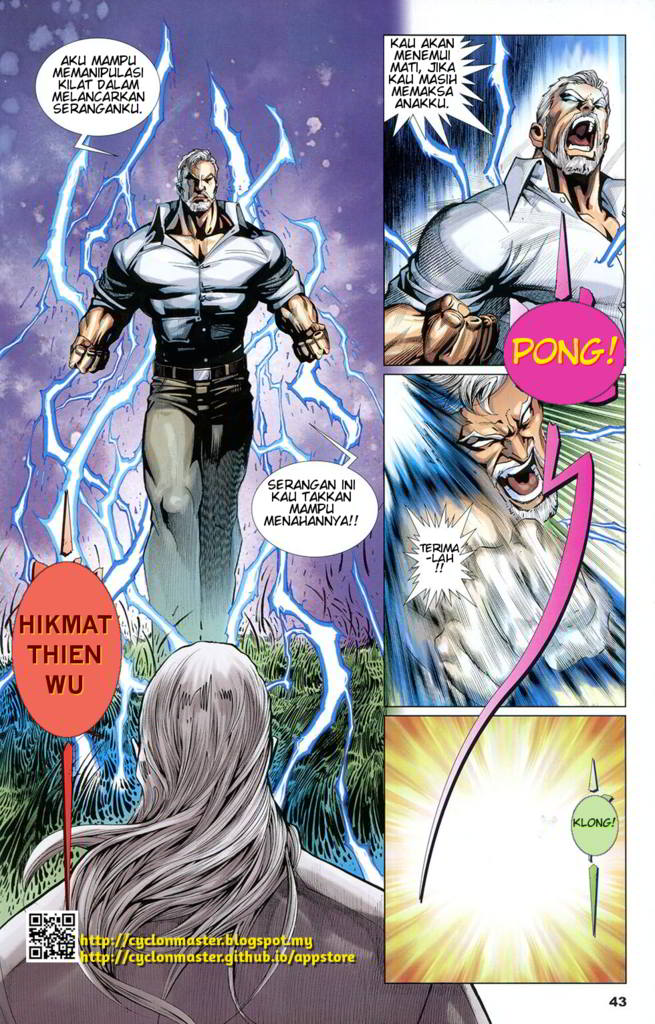 AKU MAMPU
MEMANIPULASI
KILAT DALAM
MELANCARKAN
SERANGANKU.
SERANGAN INI
KAU TAKKAN
MAMPU
MENAHANNYA!!
HIKMAT
THIEN
WU
KAU AKAN
MENEMUI
MATI, JIKA
KAU MASIH
MEMAKSA
ANAKKU.
PONG!
TERIMA
-LAH
!!
KLONG!
http://cyclonmaster.blogspot.my
http://cyclonmaster.github.io/appstore
43